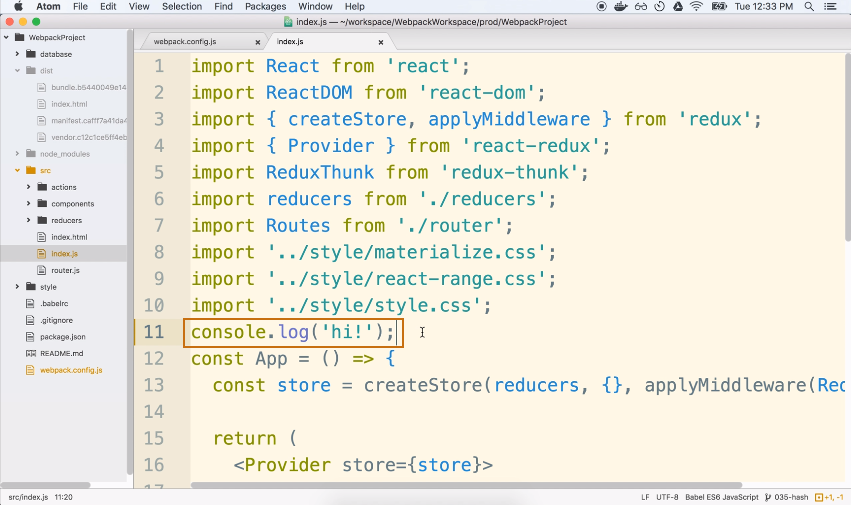 Atom File Edit View Selection Find Packages Window Help Tue 12:33 PM
index.js — ~/workspace/WebpackWorkspace/prod/WebpackProject
WebpackProject
database
dist
bundle.b5440049e14
index.html
manifest.cafff7a41da4
vendor.c12c1ce5ff4eb
node_modules
src
actions
components
reducers
index.html
index.js
router.js
style
.babelrc
.gitignore
package.json
README.md
webpack.config.js
webpack.config.js index.js
1 import React from 'react';
2 import ReactDOM from 'react-dom';
3 import { createStore, applyMiddleware } from 'redux';
4 import { Provider } from 'react-redux';
5 import ReduxThunk from 'redux-thunk';
6 import reducers from './reducers';
7 import Routes from './router';
8 import '../style/materialize.css';
9 import '../style/react-range.css';
10 import '../style/style.css';
11 console.log('hi!');
12 const App = () => {
13 const store = createStore(reducers, {}, applyMiddleware(Red
14
15 return (
16 <Provider store={store}>
src/index.js 11:20 LF UTF-8 Babel ES6 JavaScript 035-hash +1, -1